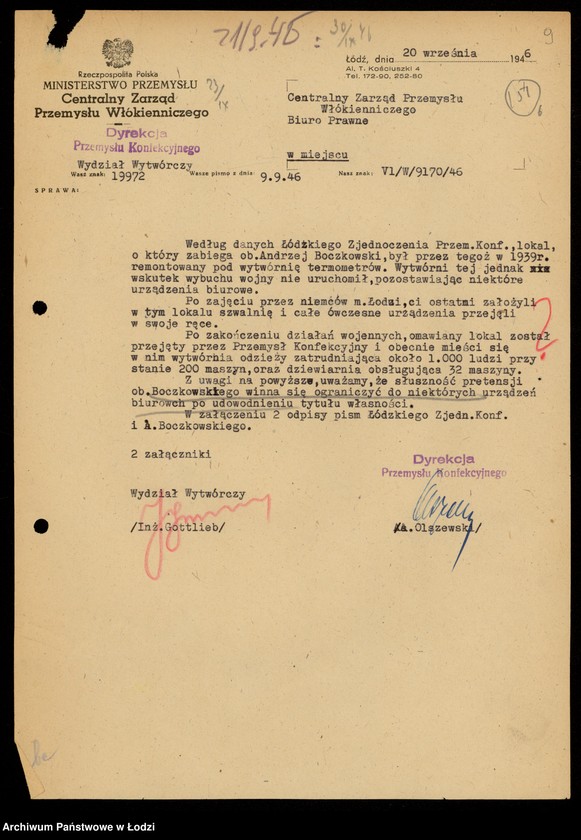 21/9.46
30/IX 46
9
Rzeczpospolita Polska
MINISTERSTWO PRZEMYSŁU
Centralny Zarząd
Przemysłu Włókienniczego
23/IX
Dyrekcja
Przemysłu Konfekcyjnego
Wydział Wytwórczy
Łódź, dnia 20 września 1946
Al. T. Kościuszki 4
Tel. 172-90, 252-80
Centralny Zarząd Przemysłu
Włókienniczego
Biuro Prawne
w miejscu
Wasz znak: 19972 Wasze pismo z dnia: 9.9.46 Nasz znak: VI/W/9170/46
SPRAWA:
Według danych Łódzkiego Zjednoczenia Przem.Konf.,lokal,
o który zabiega ob.Andrzej Boczkowski,był przez tegoż w 1939r.
remontowany pod wytwórnię termometrów. Wytwórni tej jednak
wskutek wybuchu wojny nie uruchomił,pozostawiając niektóre
urządzenia biurowe.
Po zajęciu przez niemców m.Łodzi,ci ostatni założyli
w tym lokalu szwalnię i całe ówczesne urządzenia przejęli
w swoje ręce.
Po zakończeniu działań wojennych,omawiany lokal został
przejęty przez Przemysł Konfekcyjny i obecnie mieści się
w nim wytwórnia odzieży zatrudniająca około 1.000 ludzi przy
stanie 200 maszyn,oraz dziewiarnia obsługująca 32 maszyny.
Z uwagi na powyższe,uważamy,że słuszność pretensji
ob.Boczkowskiego winna się ograniczyć do niektórych urządzeń
biurowych po udowodnieniu tytułu własności.
W załączeniu 2 odpisy pism Łódzkiego Zjedn.Konf.
i A.Boczkowskiego.
?
2 załączniki
Dyrekcja
Przemysłu Konfekcyjnego
Wydział Wytwórczy
/Inż.Gottlieb/
/A.Olszewski/
Archiwum Państwowe w Łodzi